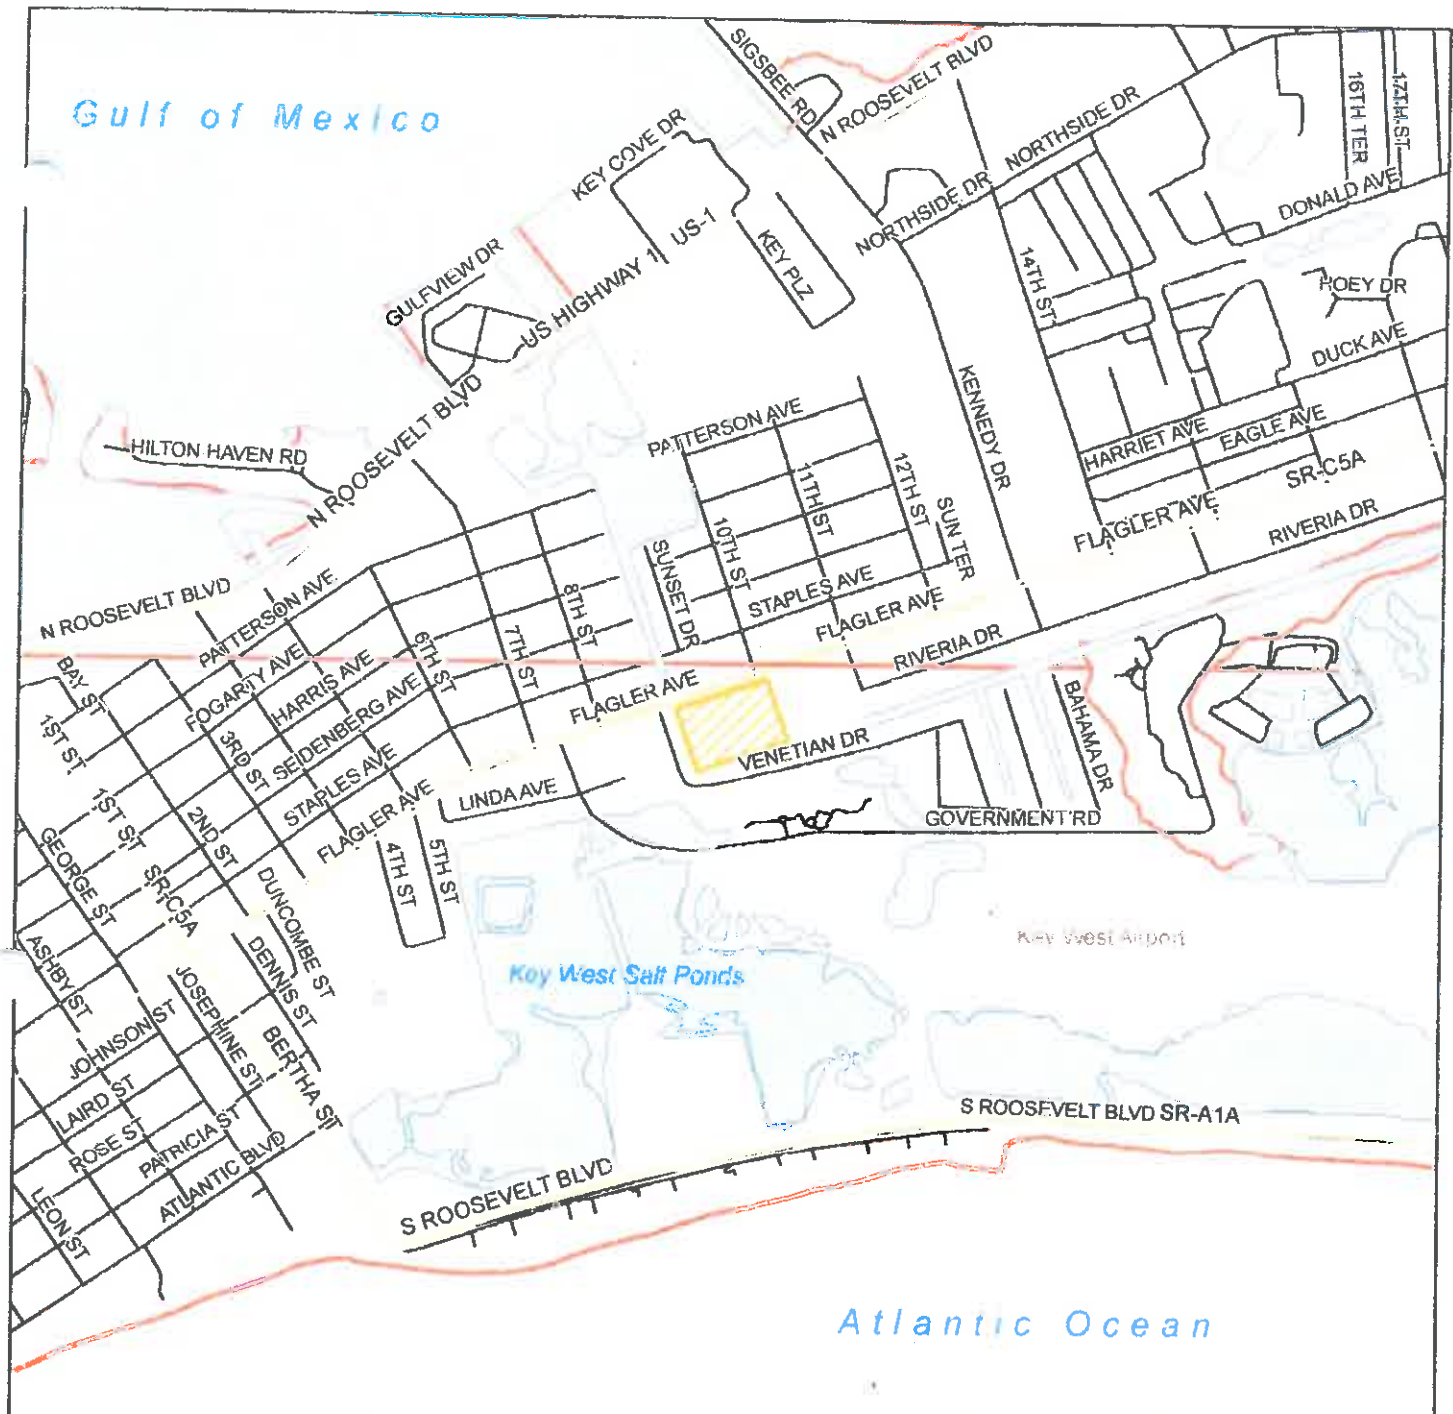 SIGSBEE RD
N ROOSEVELT BLVD
NORTHSIDE DR
16TH TER
17TH ST
Gulf of Mexico
KEY COVE DR
NORTHSIDE DR
DONALD AVE
US-1
KEY PLZ
14TH ST
GULFVIEW DR
US HIGHWAY 1
HOEY DR
DUCK AVE
KENNEDY DR
N ROOSEVELT BLVD
PATTERSON AVE
HARRIET AVE
EAGLE AVE
HILTON HAVEN RD
11TH ST
12TH ST
SR-C5A
SUN TER
FLAGLER AVE
RIVERIA DR
10TH ST
SUNSET DR
STAPLES AVE
FLAGLER AVE
N ROOSEVELT BLVD
PATTERSON AVE
8TH ST
7TH ST
6TH ST
RIVERIA DR
BAY ST
FOGARTY AVE
HARRIS AVE
FLAGLER AVE
BAHAMA DR
1ST ST
3RD ST
SEIDENBERG AVE
VENETIAN DR
STAPLES AVE
LINDA AVE
1ST ST
2ND ST
FLAGLER AVE
GOVERNMENT RD
GEORGE ST
4TH ST
5TH ST
SR-C5A
DUNCOMBE ST
Key West Airport
ASHBY ST
DENNIS ST
Key West Salt Ponds
JOSEPHINE ST
JOHNSON ST
BERTHA ST
LAIRD ST
S ROOSEVELT BLVD SR-A1A
ROSE ST
PATRICIA ST
ATLANTIC BLVD
S ROOSEVELT BLVD
LEON ST
Atlantic Ocean